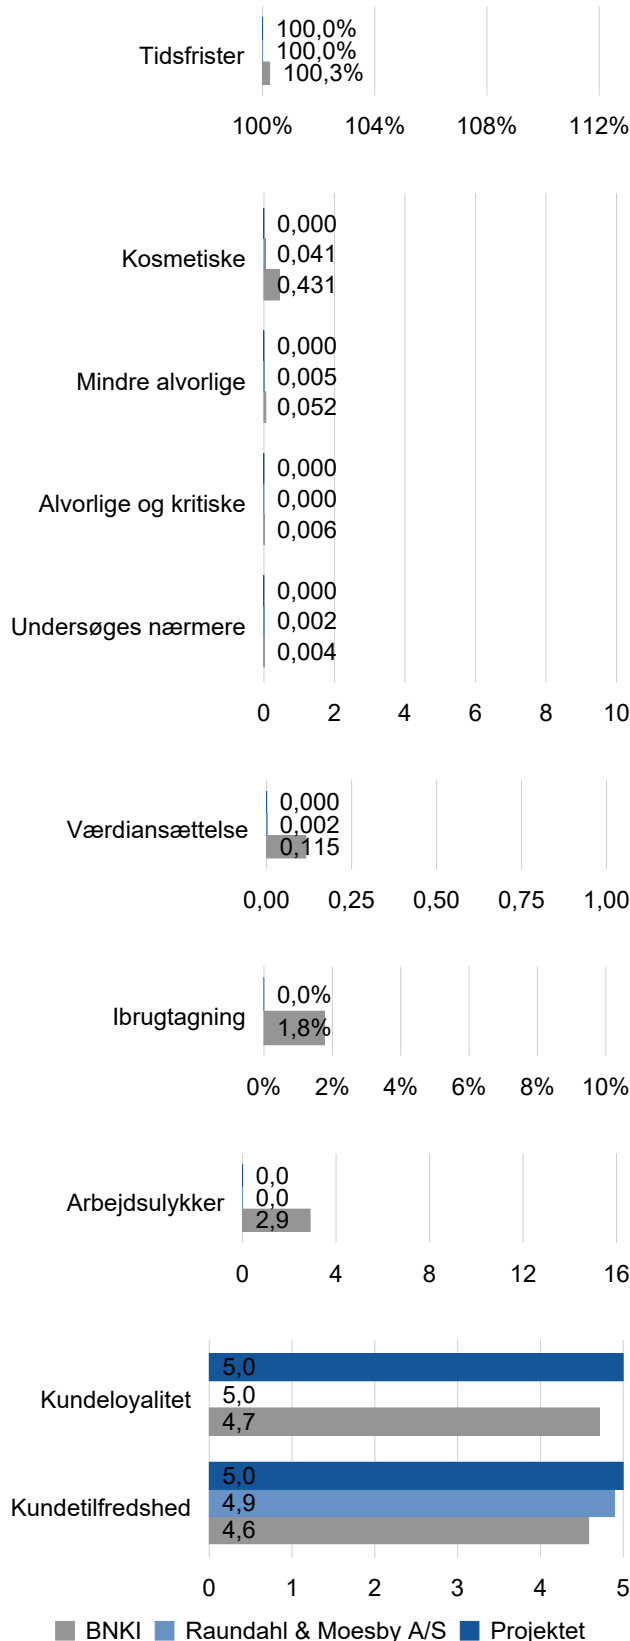 Tidsfrister
100,0%
100,0%
100,3%
100% 104% 108% 112%
Kosmetiske
0,000
0,041
0,431
Mindre alvorlige
0,000
0,005
0,052
Alvorlige og kritiske
0,000
0,000
0,006
Undersøges nærmere
0,000
0,002
0,004
0 2 4 6 8 10
Værdiansættelse
0,000
0,002
0,115
0,00 0,25 0,50 0,75 1,00
Ibrugtagning
0,0%
1,8%
0% 2% 4% 6% 8% 10%
Arbejdsulykker
0,0
0,0
2,9
0 4 8 12 16
Kundeloyalitet
5,0
5,0
4,7
Kundetilfredshed
5,0
4,9
4,6
0 1 2 3 4 5
BNKI Raundahl & Moesby A/S Projektet